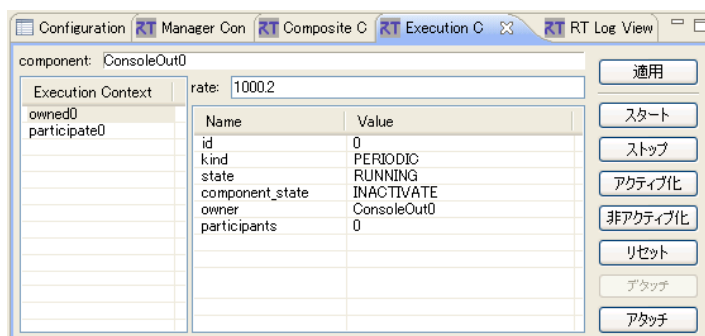 Configuration RT Manager Con RT Composite C RT Execution C RT RT Log View
component: ConsoleOut0
適用
Execution Context
rate: 1000.2
owned0
participate0
Name Value
id 0
kind PERIODIC
state RUNNING
component_state INACTIVATE
owner ConsoleOut0
participants 0
スタート
ストップ
アクティブ化
非アクティブ化
リセット
デタッチ
アタッチ